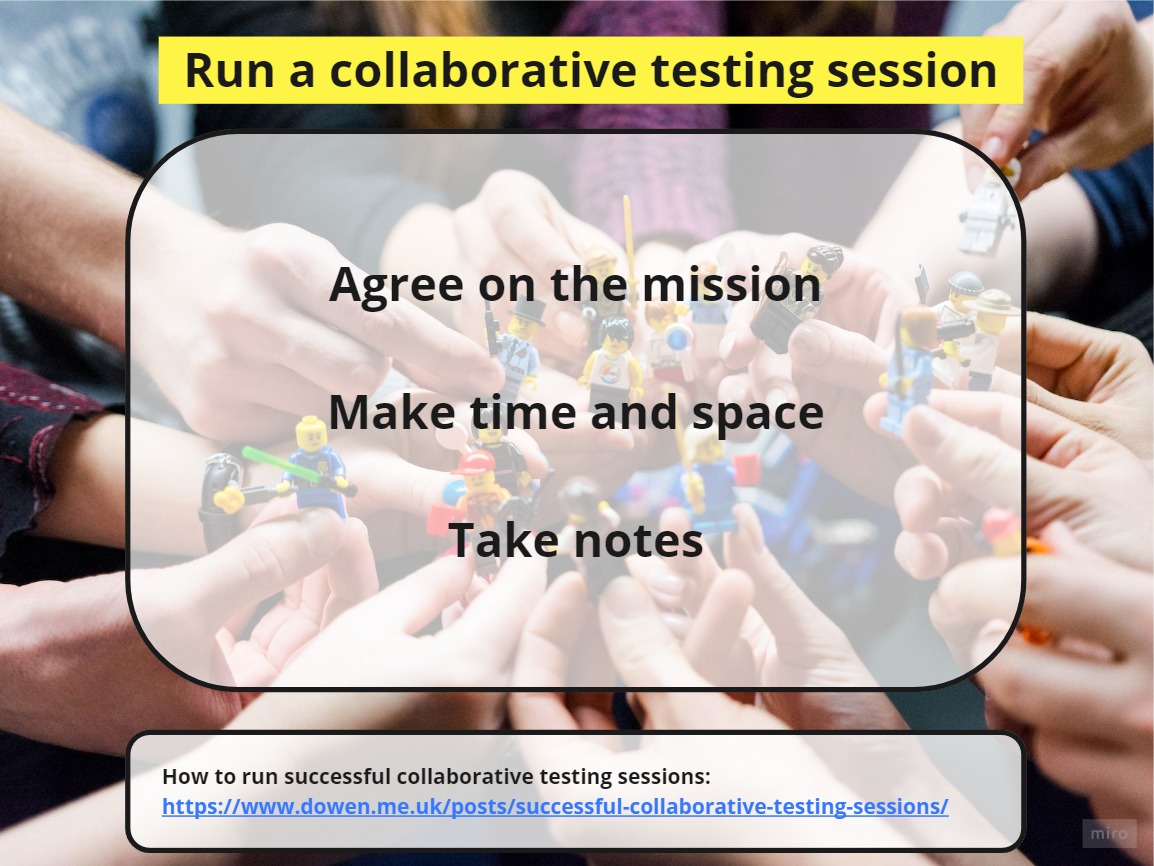 Run a collaborative testing session
Agree on the mission
Make time and space
Take notes
How to run successful collaborative testing sessions:
https://www.dowen.me.uk/posts/successful-collaborative-testing-sessions/
miro